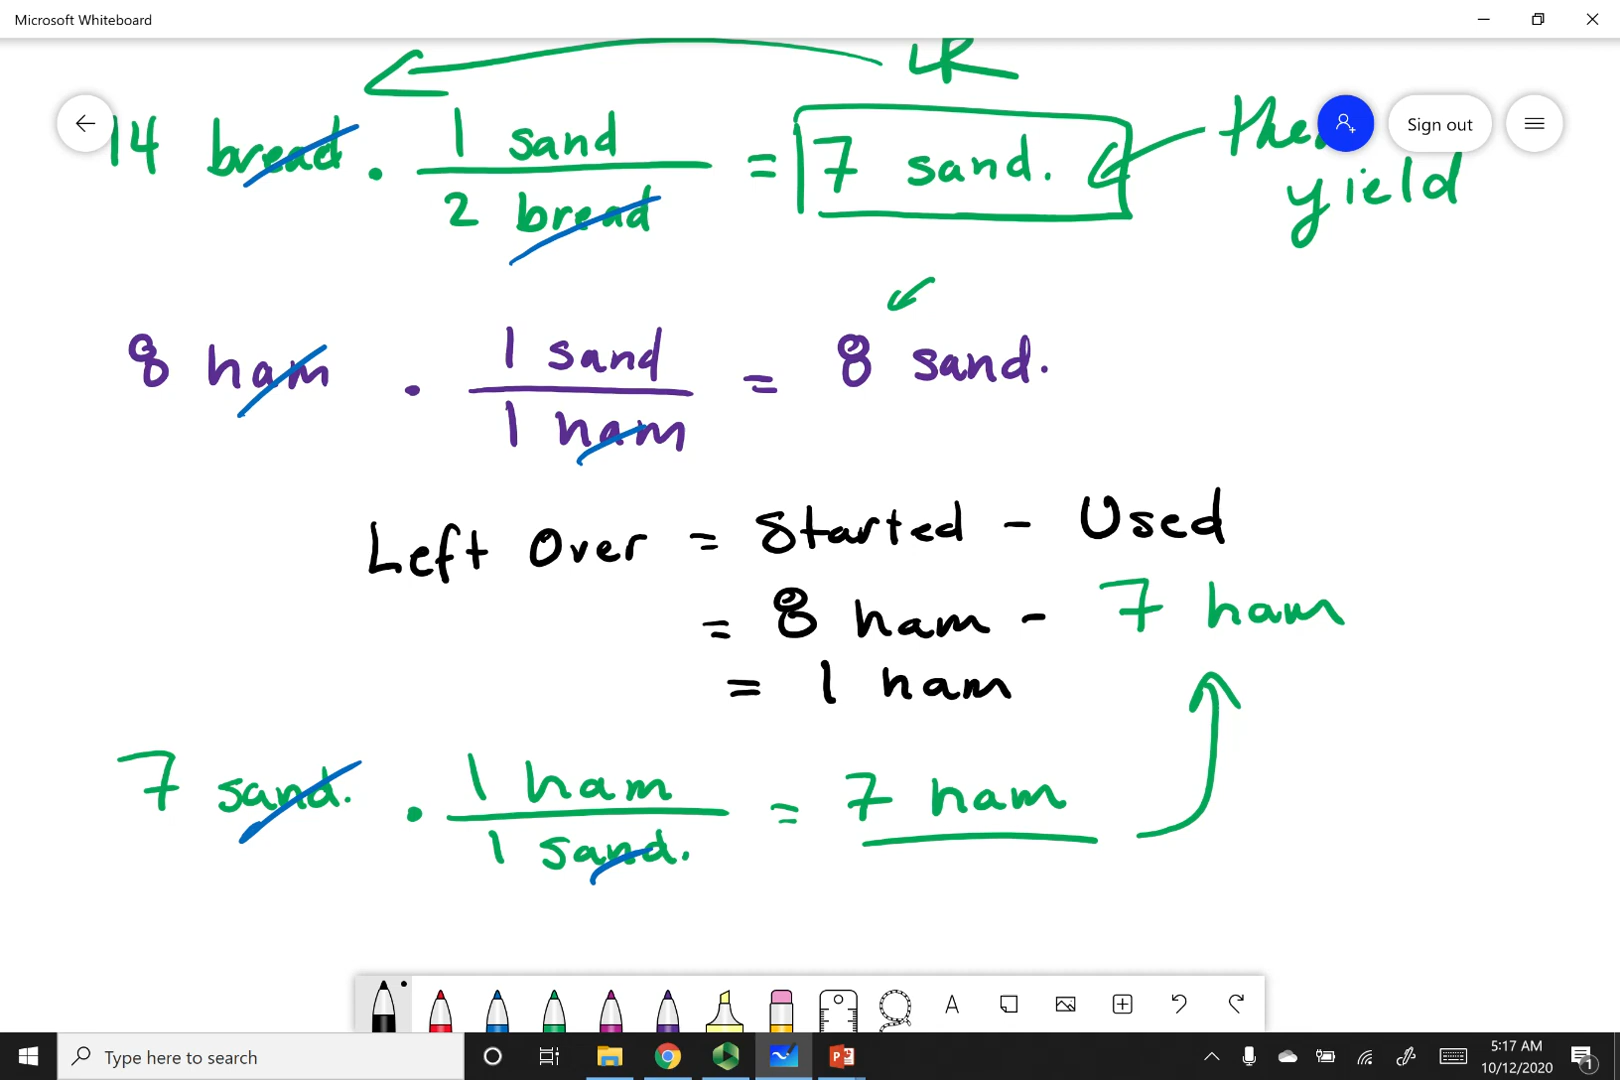 Microsoft Whiteboard
LR
14 bread · 1 sand / 2 bread = 7 sand.
yield
Sign out
8 ham · 1 sand / 1 ham = 8 sand.
Left Over = Started - Used
= 8 ham - 7 ham
= 1 ham
7 sand. · 1 ham / 1 sand. = 7 ham
A
Type here to search
5:17 AM
10/12/2020
1